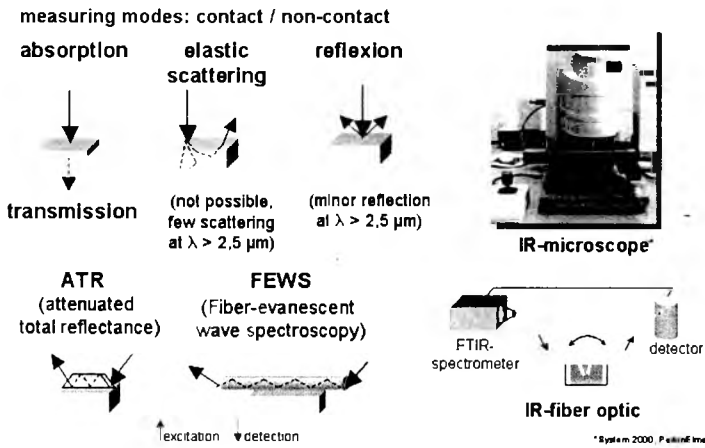 measuring modes: contact / non-contact
absorption
elastic
scattering
reflexion
transmission
(not possible,
few scattering
at λ > 2,5 µm)
(minor reflection
at λ > 2,5 µm)
IR-microscope*
ATR
(attenuated
total reflectance)
FEWS
(Fiber-evanescent
wave spectroscopy)
FTIR-
spectrometer
detector
IR-fiber optic
excitation
detection
*System 2000,